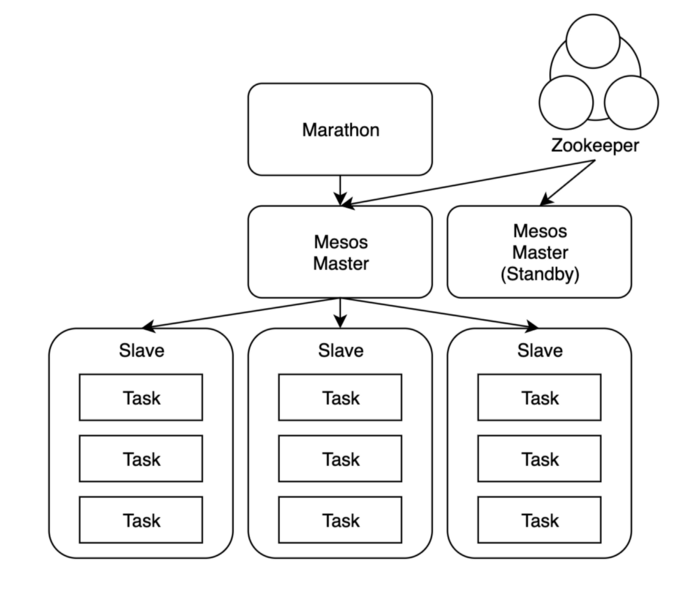 Marathon
Zookeeper
Mesos
Master
Mesos
Master
(Standby)
Slave
Task
Task
Task
Slave
Task
Task
Task
Slave
Task
Task
Task